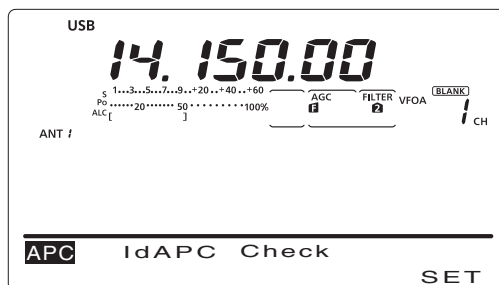 USB
14.150.00
S 1...3...5...7...9..+20..+40..+60
Po ······20······· 50 ··········100%
ALC [ ]
AGC
F
FILTER
2
VFOA
BLANK
1 CH
ANT 1
APC IdAPC Check
SET